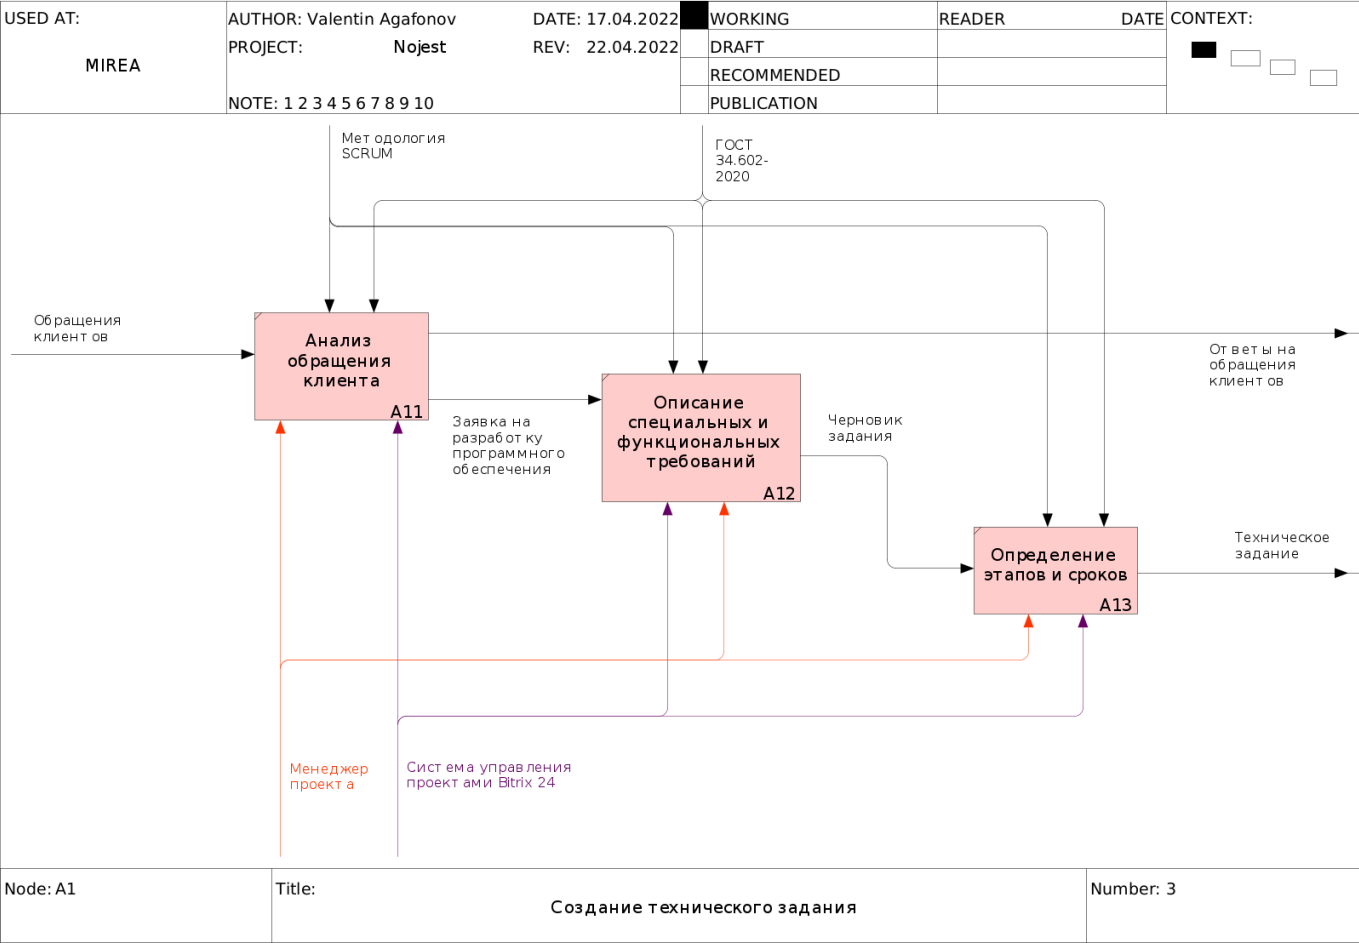 USED AT:
MIREA
AUTHOR: Valentin Agafonov
DATE: 17.04.2022
PROJECT:
Nojest
REV: 22.04.2022
NOTE: 1 2 3 4 5 6 7 8 9 10
WORKING
DRAFT
RECOMMENDED
PUBLICATION
READER
DATE
CONTEXT:
Методология
SCRUM
ГОСТ
34.602-
2020
Обращения
клиентов
Анализ
обращения
клиента
A11
Ответы на
обращения
клиентов
Заявка на
разработку
программного
обеспечения
Описание
специальных и
функциональных
требований
A12
Черновик
задания
Определение
этапов и сроков
A13
Техническое
задание
Менеджер
проекта
Система управления
проектами Bitrix 24
Node: A1
Title:
Создание технического задания
Number: 3